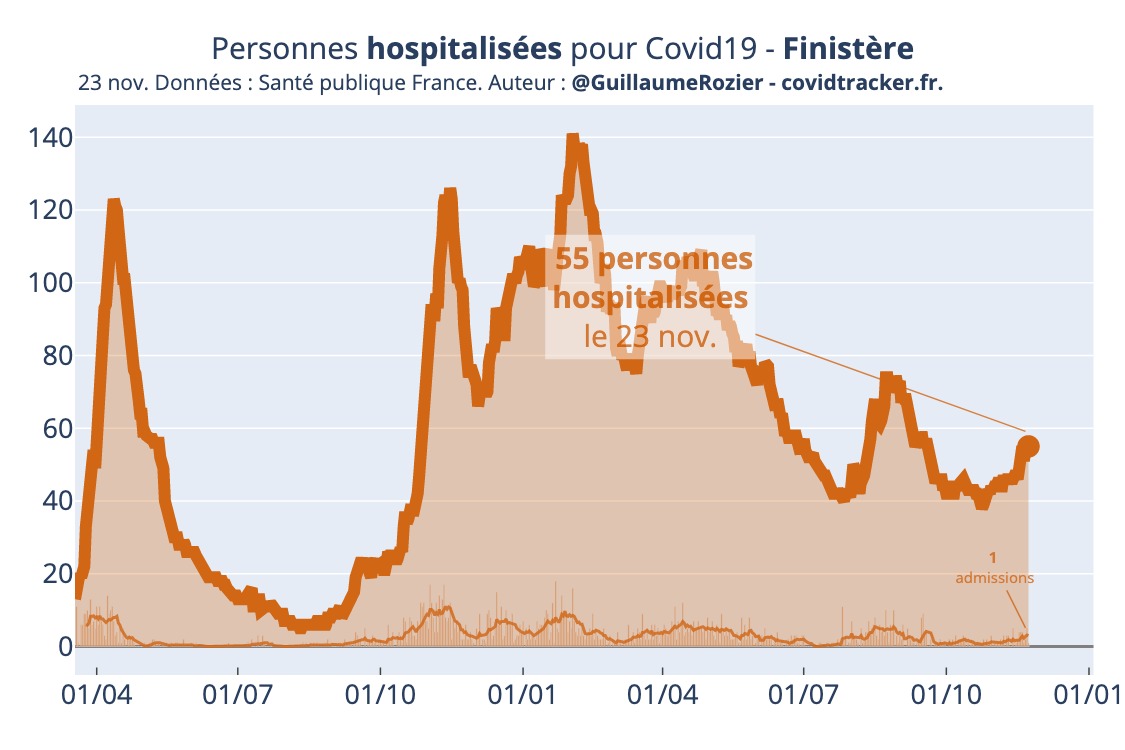 Personnes hospitalisées pour Covid19 - Finistère
23 nov. Données : Santé publique France. Auteur : @GuillaumeRozier - covidtracker.fr.
140
120
100
80
60
40
20
0
55 personnes
hospitalisées
le 23 nov.
1
admissions
01/04
01/07
01/10
01/01
01/04
01/07
01/10
01/01